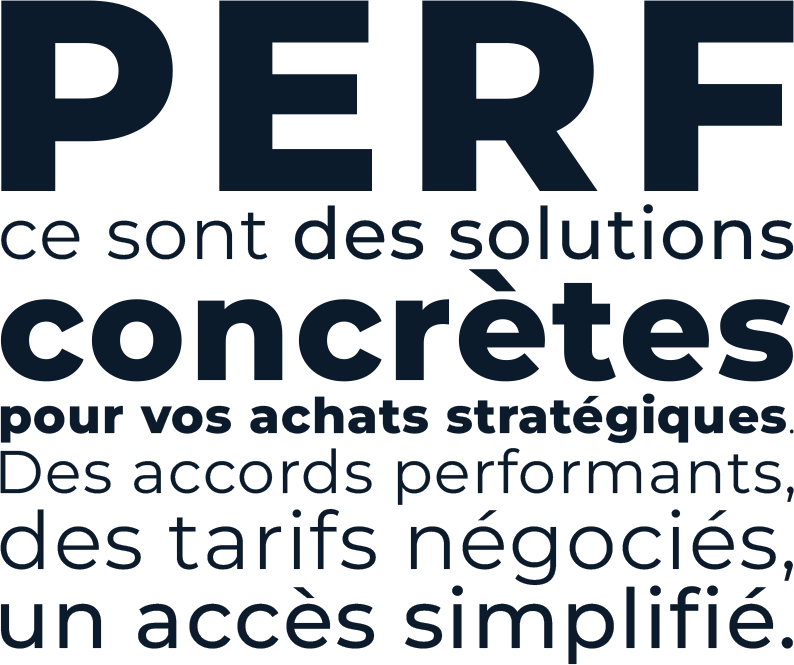 PERF
ce sont des solutions
concrètes
pour vos achats stratégiques.
Des accords performants,
des tarifs négociés,
un accès simplifié.